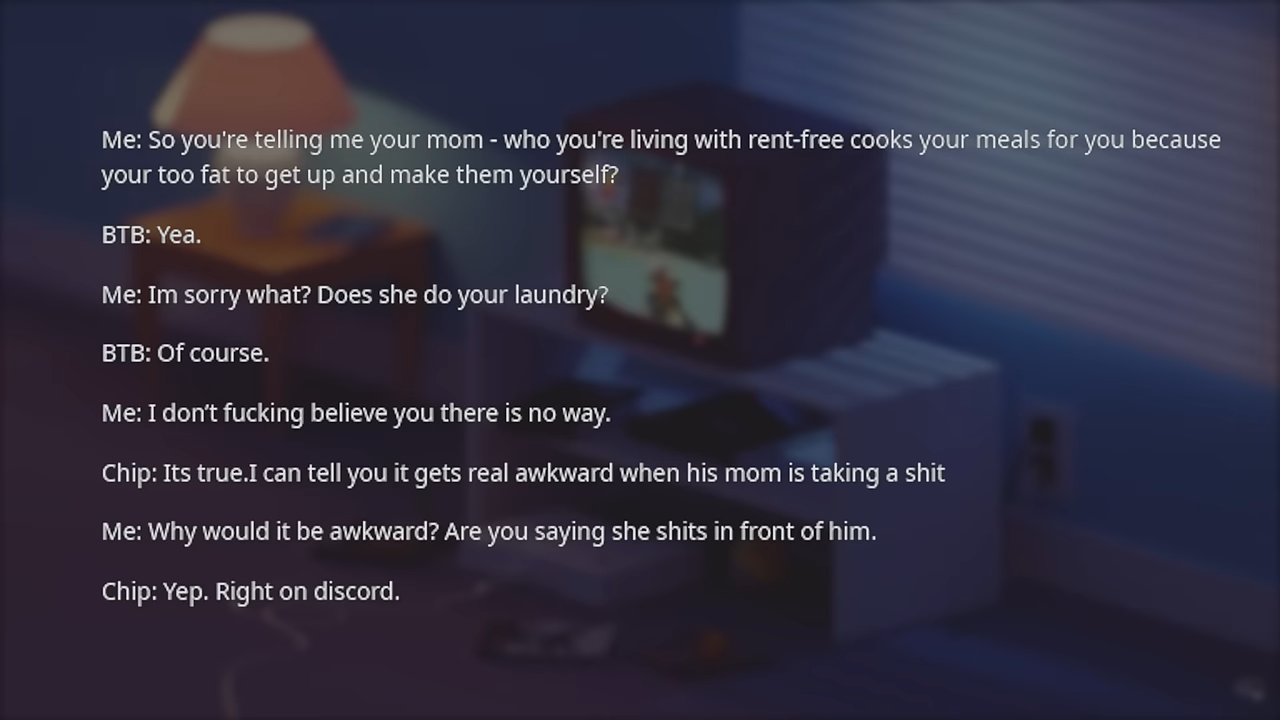 Me: So you're telling me your mom - who you're living with rent-free cooks your meals for you because
your too fat to get up and make them yourself?
BTB: Yea.
Me: Im sorry what? Does she do your laundry?
BTB: Of course.
Me: I don’t fucking believe you there is no way.
Chip: Its true.I can tell you it gets real awkward when his mom is taking a shit
Me: Why would it be awkward? Are you saying she shits in front of him.
Chip: Yep. Right on discord.